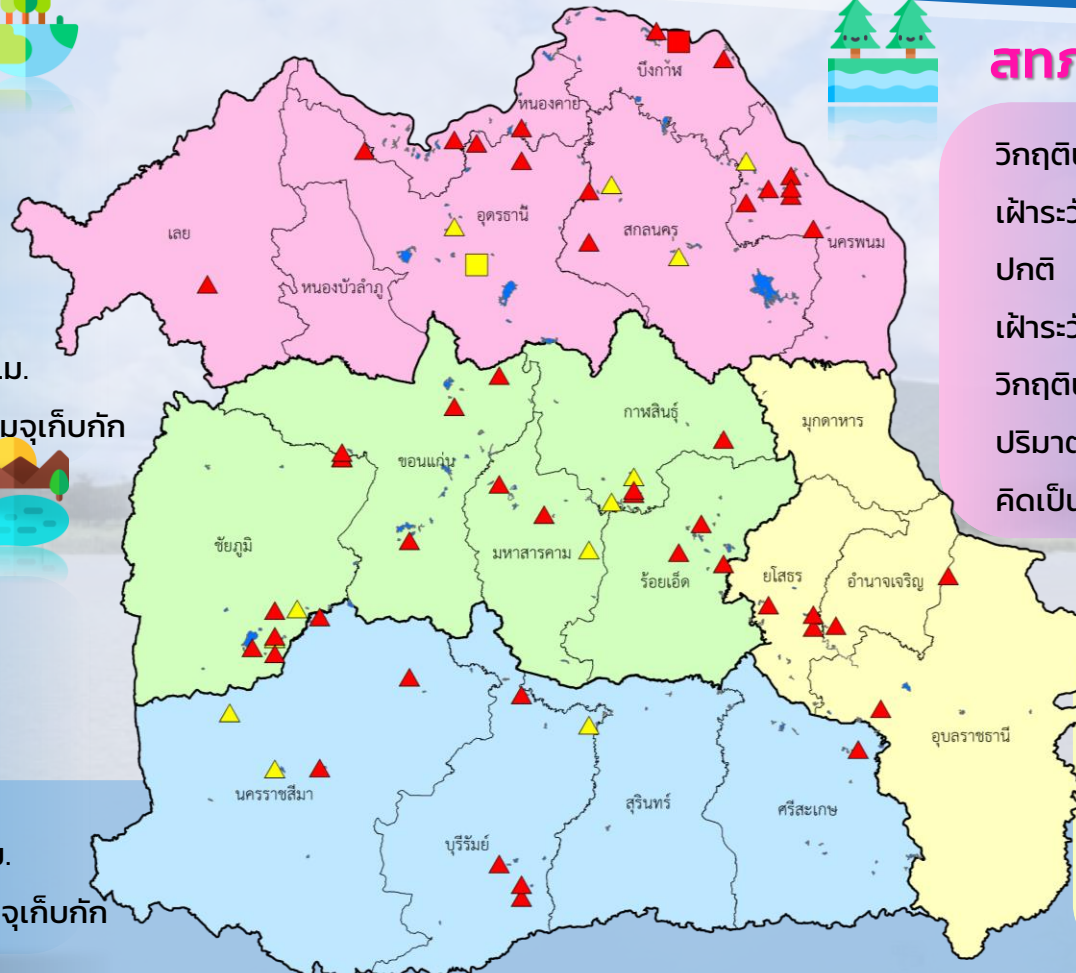 สทภ
วิกฤติ
เฝ้าระวั
ปกติ
เฝ้าระวั
วิกฤติ
ปริมาต
คิดเป็น
.ม.
มจุเก็บกัก
ม.
จุเก็บกัก
บึงกาฬ
หนองคาย
เลย
อุดรธานี
สกลนคร
นครพนม
หนองบัวลำภู
กาฬสินธุ์
มุกดาหาร
ขอนแก่น
ชัยภูมิ
มหาสารคาม
ร้อยเอ็ด
ยโสธร
อำนาจเจริญ
อุบลราชธานี
นครราชสีมา
สุรินทร์
ศรีสะเกษ
บุรีรัมย์